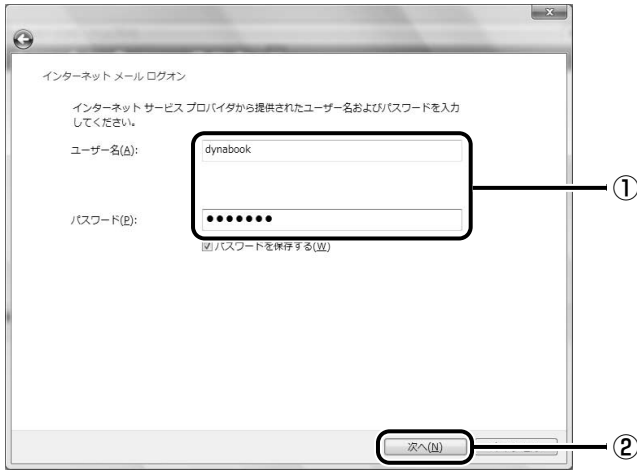 インターネット メール ログオン
インターネット サービス プロバイダから提供されたユーザー名およびパスワードを入力
してください。
ユーザー名(A):
dynabook
①
パスワード(P):
●●●●●●●
パスワードを保存する(W)
次へ(N)
②